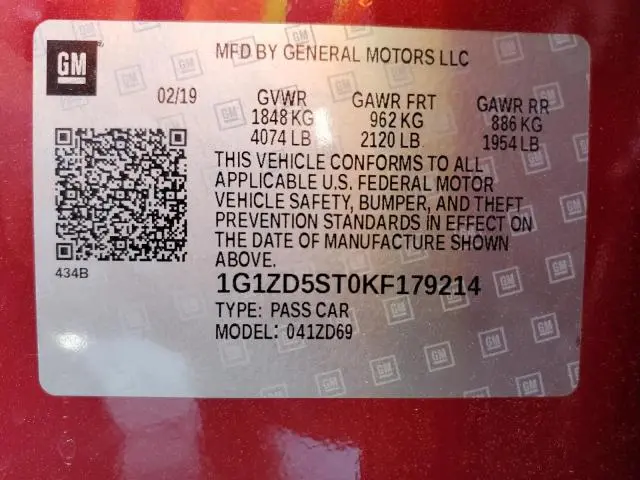 GM
MFD BY GENERAL MOTORS LLC
02/19 GVWR GAWR FRT GAWR RR
1848 KG 962 KG 886 KG
4074 LB 2120 LB 1954 LB
THIS VEHICLE CONFORMS TO ALL
APPLICABLE U.S. FEDERAL MOTOR
VEHICLE SAFETY, BUMPER, AND THEFT
PREVENTION STANDARDS IN EFFECT ON
THE DATE OF MANUFACTURE SHOWN
ABOVE.
434B
1G1ZD5ST0KF179214
TYPE: PASS CAR
MODEL: 041ZD69